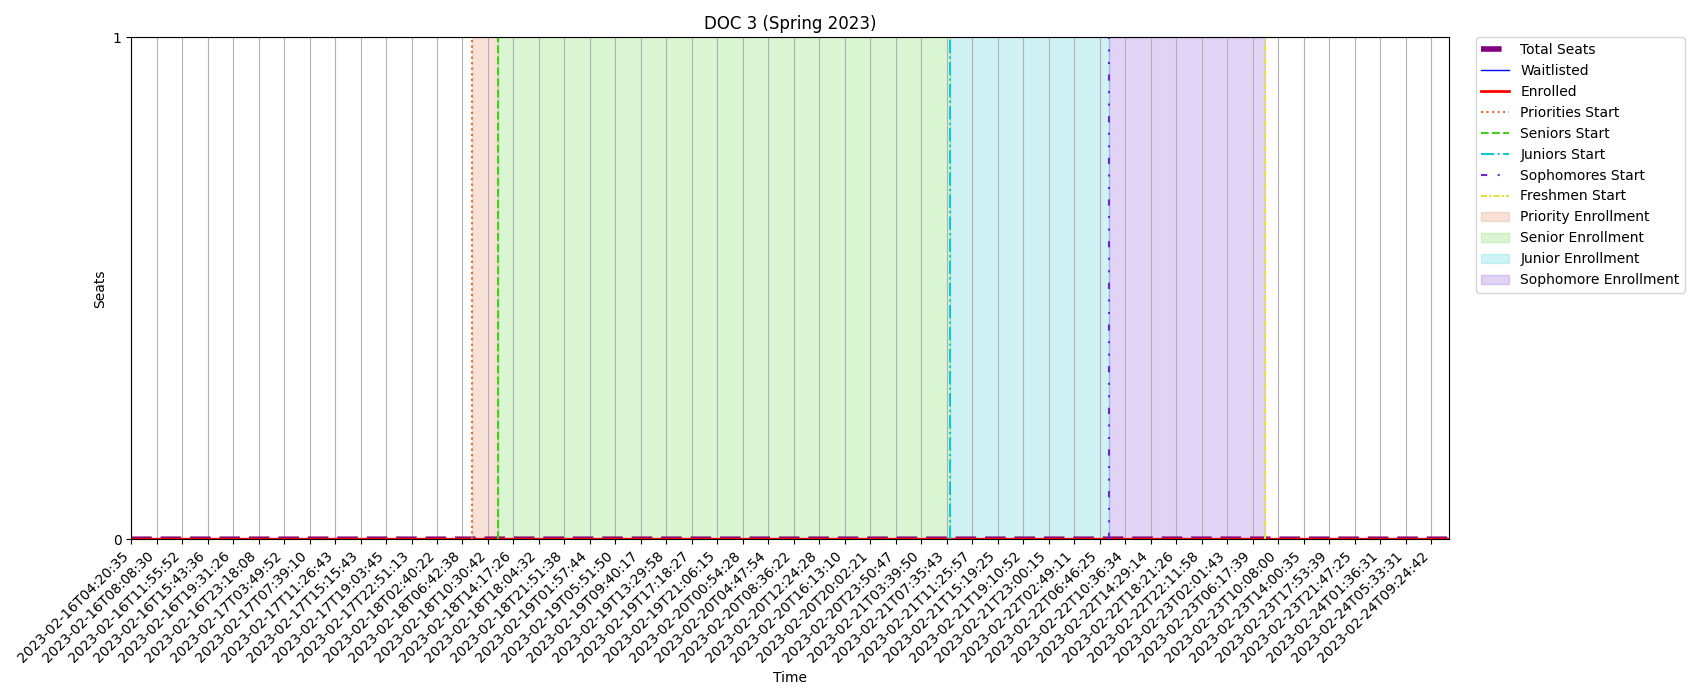 DOC 3 (Spring 2023)
1
0
Seats
2023-02-16T04:20:35
2023-02-16T08:08:30
2023-02-16T11:55:52
2023-02-16T15:43:36
2023-02-16T19:31:26
2023-02-16T23:18:08
2023-02-17T03:49:52
2023-02-17T07:39:10
2023-02-17T11:26:43
2023-02-17T15:15:43
2023-02-17T19:03:45
2023-02-17T22:51:13
2023-02-18T02:40:22
2023-02-18T06:42:38
2023-02-18T10:30:42
2023-02-18T14:17:26
2023-02-18T18:04:32
2023-02-18T21:51:38
2023-02-19T01:57:44
2023-02-19T05:51:50
2023-02-19T09:40:17
2023-02-19T13:29:58
2023-02-19T17:18:27
2023-02-19T21:06:15
2023-02-20T00:54:28
2023-02-20T04:47:54
2023-02-20T08:36:22
2023-02-20T12:24:28
2023-02-20T16:13:10
2023-02-20T20:02:21
2023-02-20T23:50:47
2023-02-21T03:39:50
2023-02-21T07:35:43
2023-02-21T11:25:57
2023-02-21T15:19:25
2023-02-21T19:10:52
2023-02-21T23:00:15
2023-02-22T02:49:11
2023-02-22T06:46:25
2023-02-22T10:36:34
2023-02-22T14:29:14
2023-02-22T18:21:26
2023-02-22T22:11:58
2023-02-23T02:01:43
2023-02-23T06:17:39
2023-02-23T10:08:00
2023-02-23T14:00:35
2023-02-23T17:53:39
2023-02-23T21:47:25
2023-02-24T01:36:31
2023-02-24T05:33:31
2023-02-24T09:24:42
Time
Total Seats
Waitlisted
Enrolled
Priorities Start
Seniors Start
Juniors Start
Sophomores Start
Freshmen Start
Priority Enrollment
Senior Enrollment
Junior Enrollment
Sophomore Enrollment